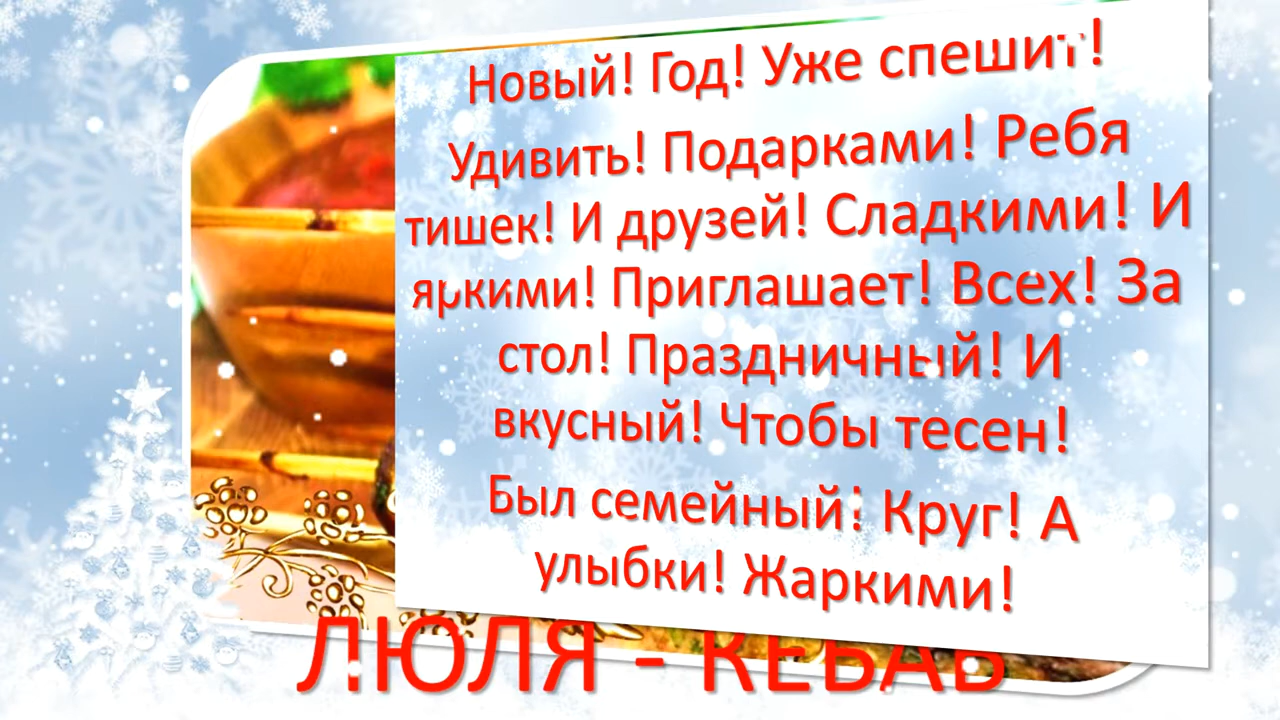 Новый! Год! Уже спешит!
Удивить! Подарками! Ребя
тишек! И друзей! Сладкими! И
яркими! Приглашает! Всех! За
стол! Праздничный! И
вкусный! Чтобы тесен!
Был семейный! Круг! А
улыбки! Жаркими!
ЛЮЛЯ - КЕБАБ